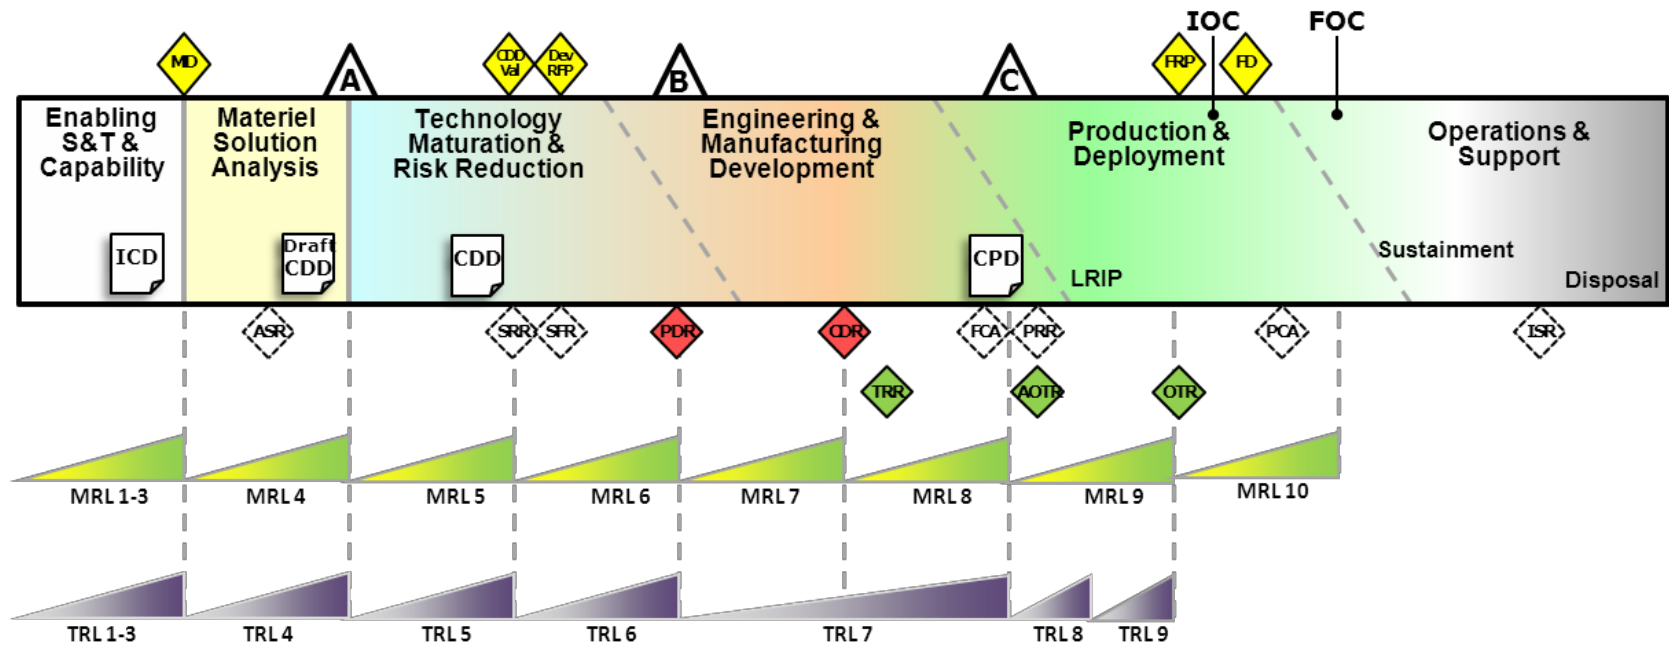 IOC
FOC
MD
A
CDD
Val
Dev
RFP
B
C
FRP
FD
Enabling
S&T &
Capability
Materiel
Solution
Analysis
Technology
Maturation &
Risk Reduction
Engineering &
Manufacturing
Development
Production &
Deployment
Operations &
Support
ICD
Draft
CDD
CDD
CPD
LRIP
Sustainment
Disposal
ASR
SRR
SFR
PDR
CDR
FCA
PRR
PCA
ISR
TRR
AOTR
OTR
MRL 1-3
MRL 4
MRL 5
MRL 6
MRL 7
MRL 8
MRL 9
MRL 10
TRL 1-3
TRL 4
TRL 5
TRL 6
TRL 7
TRL 8
TRL 9